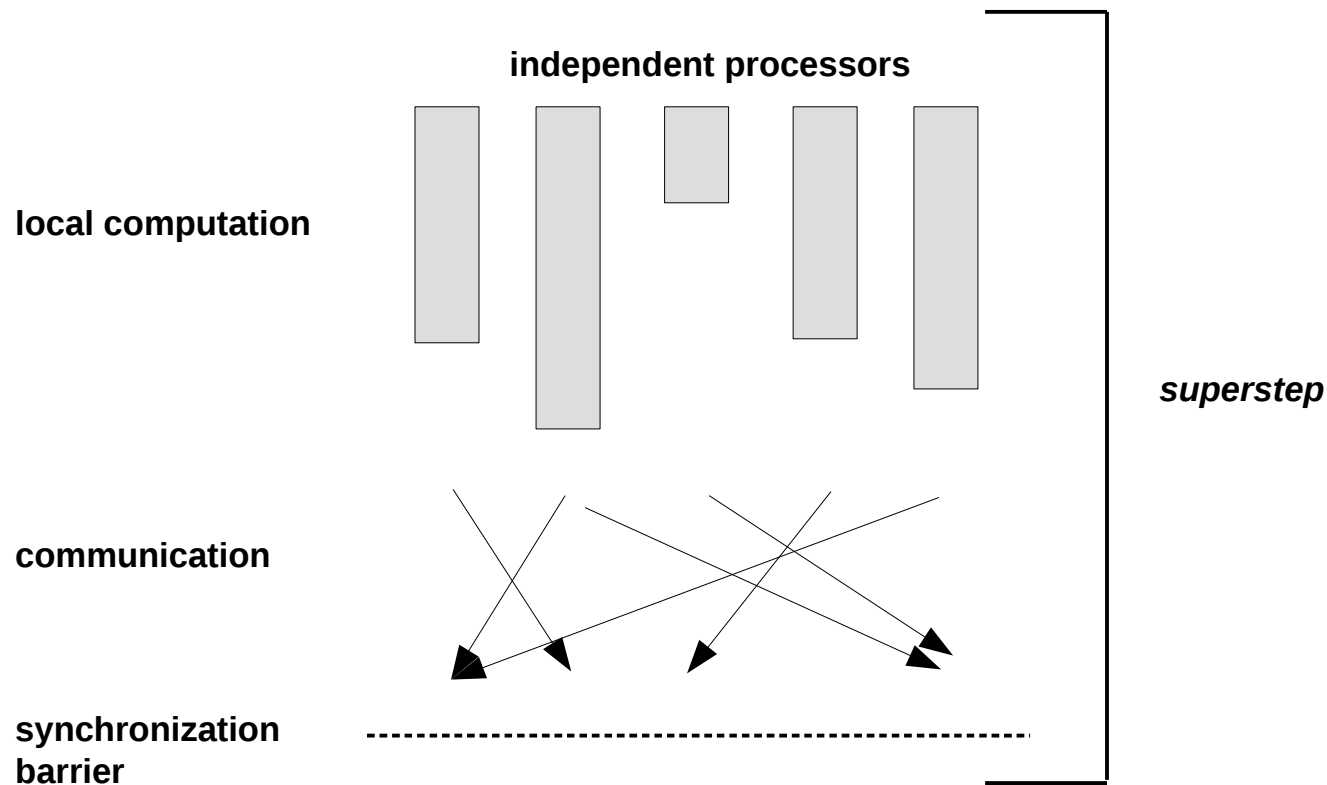 independent processors
local computation
superstep
communication
synchronization
barrier